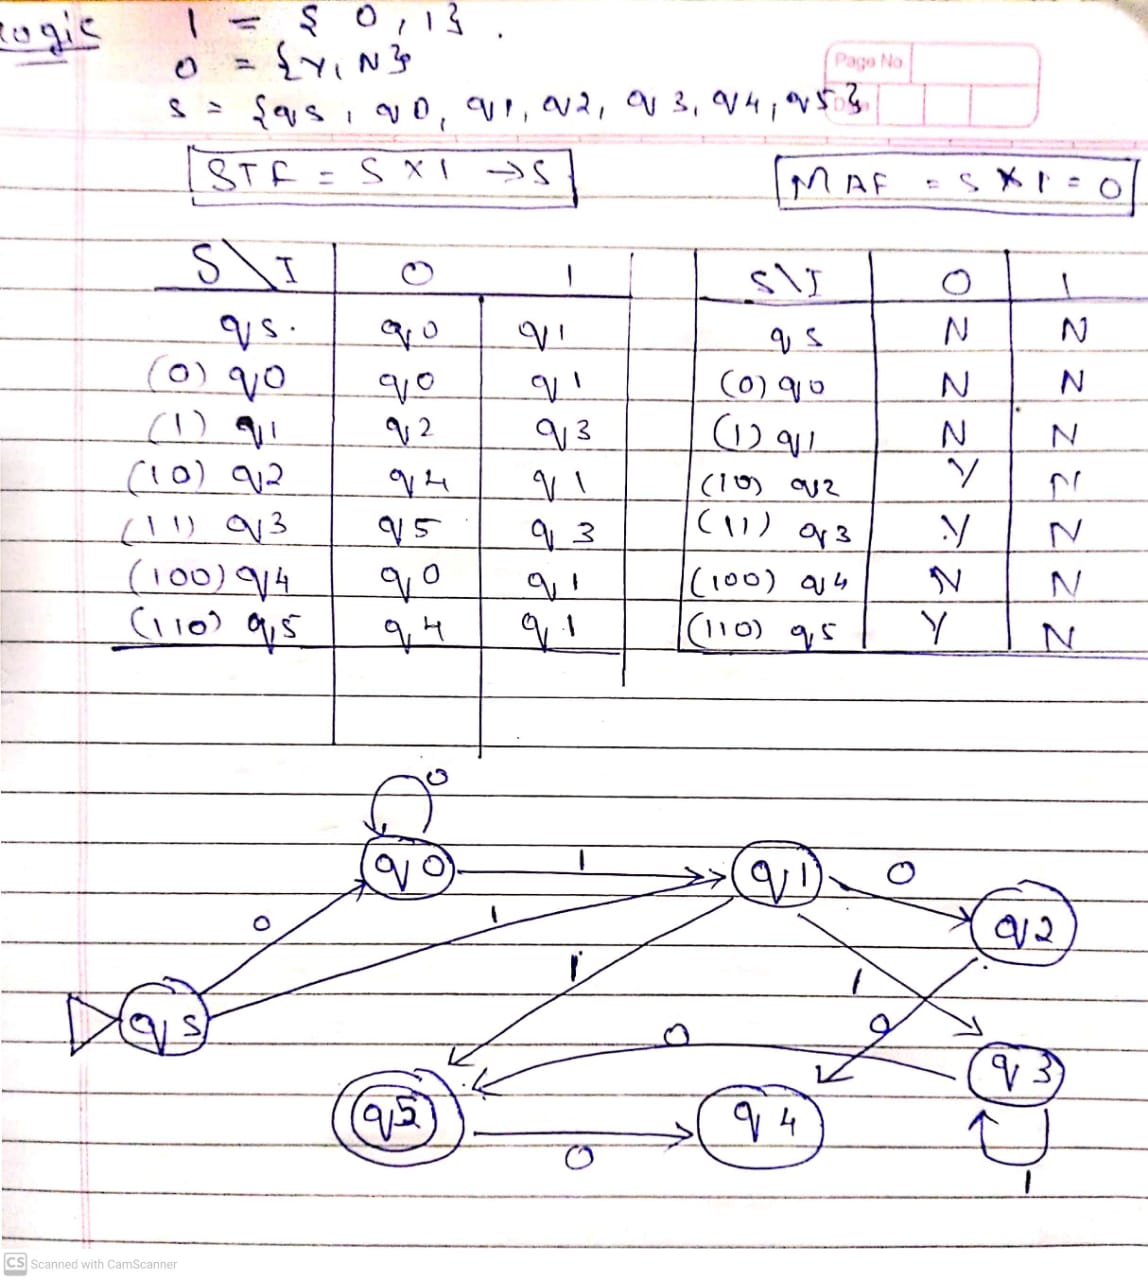 Logic I = { 0, 1 } .
O = {Y, N}
Page No
S = {qs, q0, q1, q2, q3, q4, q5}
STF = S X I → S
MAF = S X I = O
S\I 0 1
qs. q0 q1
(0) q0 q0 q1
(1) q1 q2 q3
(10) q2 q4 q1
(11) q3 q5 q3
(100) q4 q0 q1
(110) q5 q4 q1
S\I 0 1
qs N N
(0) q0 N N
(1) q1 N N
(10) q2 Y N
(11) q3 Y N
(100) q4 N N
(110) q5 Y N
0
q0 1 q1 0
q2
0 1
1 1
qs
0 0
q3
q5 q4
0
1
CS Scanned with CamScanner